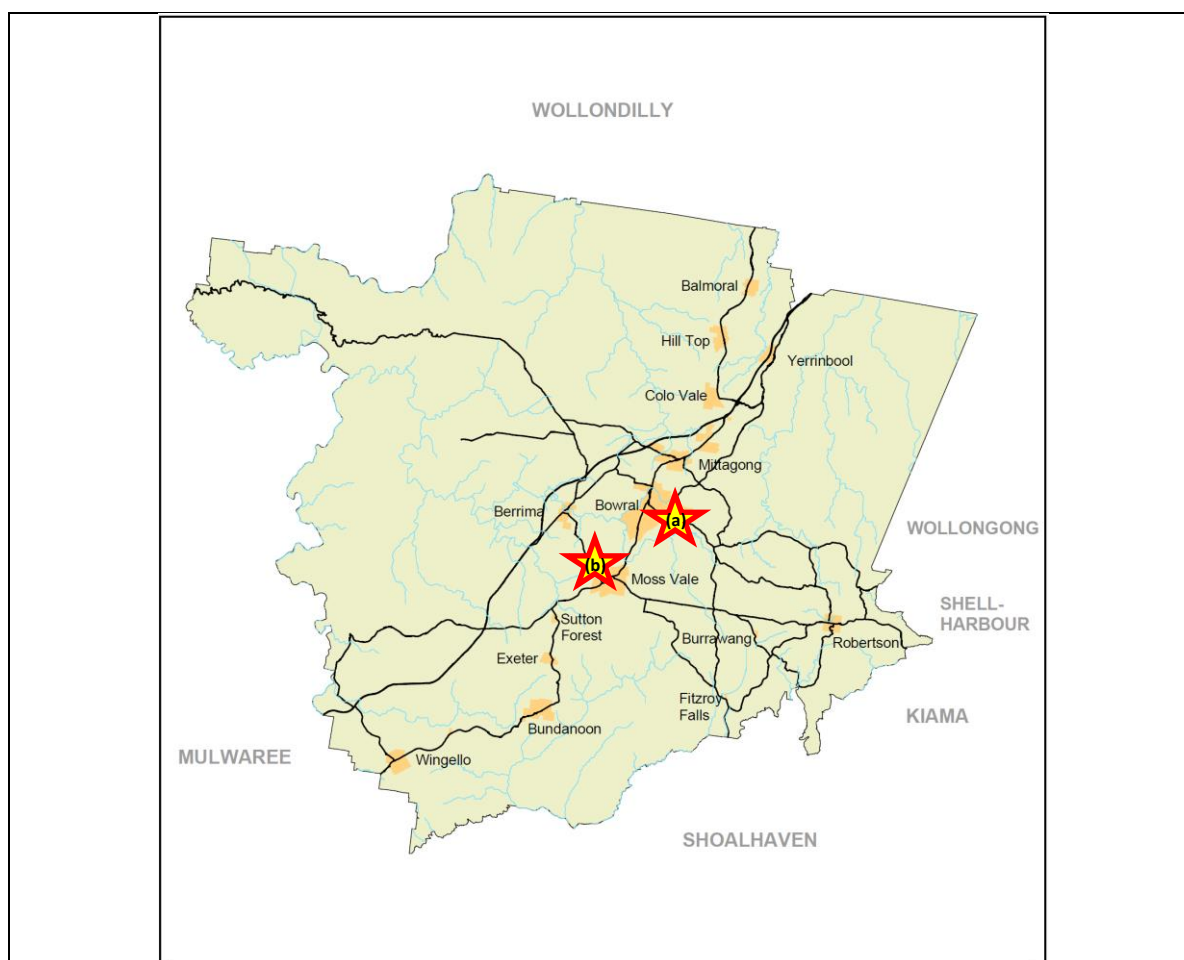 WOLLONDILLY
Balmoral
Hill Top
Yerrinbool
Colo Vale
Mittagong
Bowral
Berrima
(a)
WOLLONGONG
(b)
Moss Vale
SHELL-
HARBOUR
Sutton
Forest
Burrawang
Robertson
Exeter
Fitzroy
Falls
KIAMA
Bundanoon
MULWAREE
Wingello
SHOALHAVEN